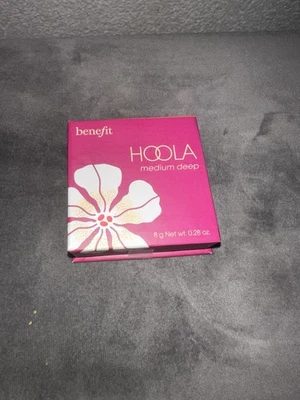 benefit
HOOLA
medium deep
8 g Net wt. 0.28 oz.